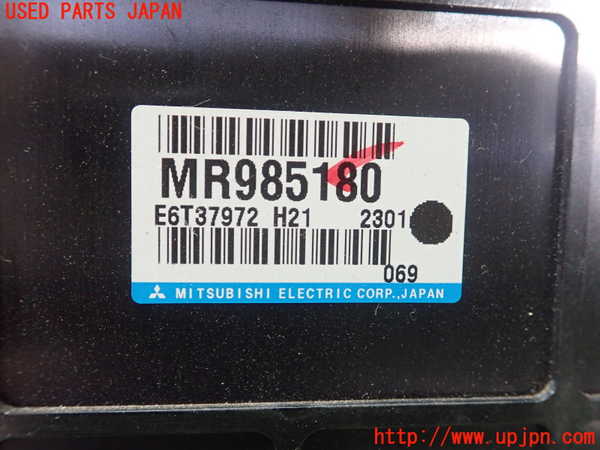 USED PARTS JAPAN
MR985180
E6T37972 H21 2301
069
MITSUBISHI ELECTRIC CORP.,JAPAN
http://www.upjpn.com/